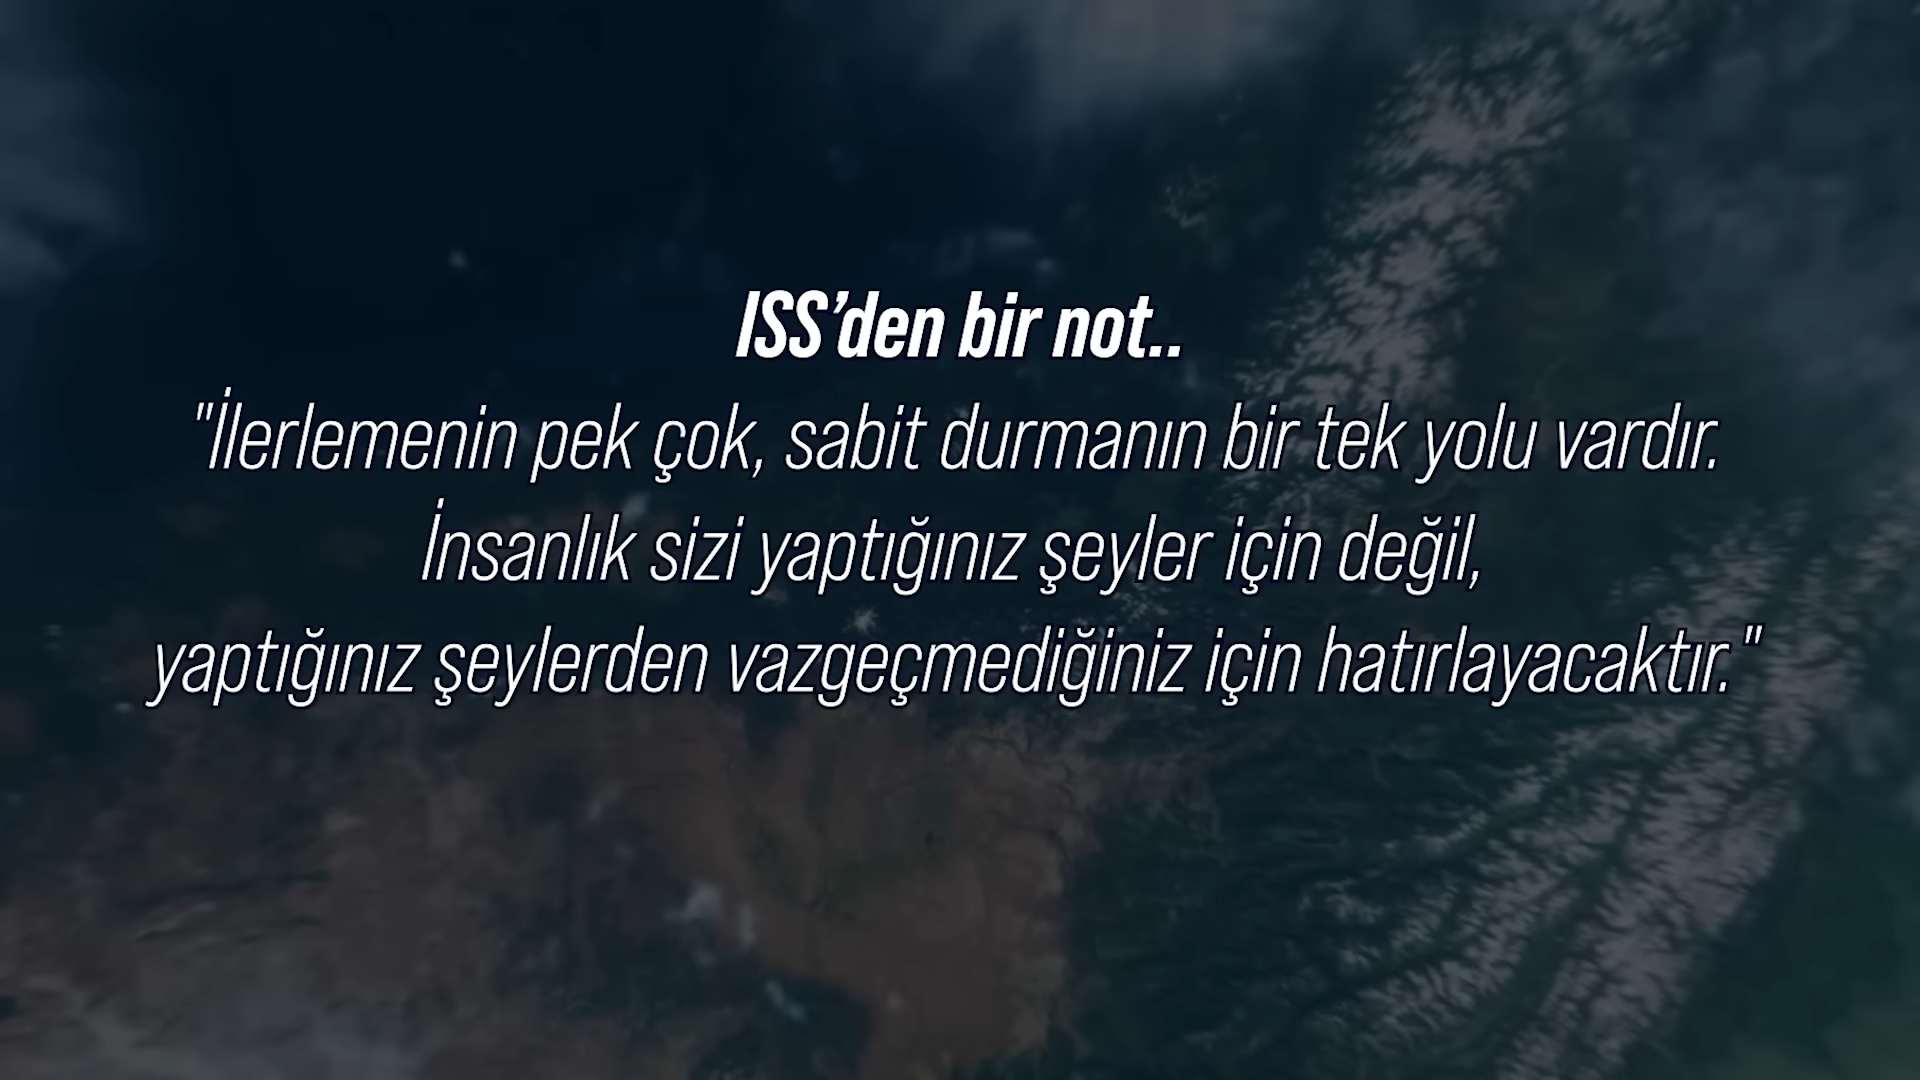 ISS’den bir not..
"İlerlemenin pek çok, sabit durmanın bir tek yolu vardır.
İnsanlık sizi yaptığınız şeyler için değil,
yaptığınız şeylerden vazgeçmediğiniz için hatırlayacaktır."